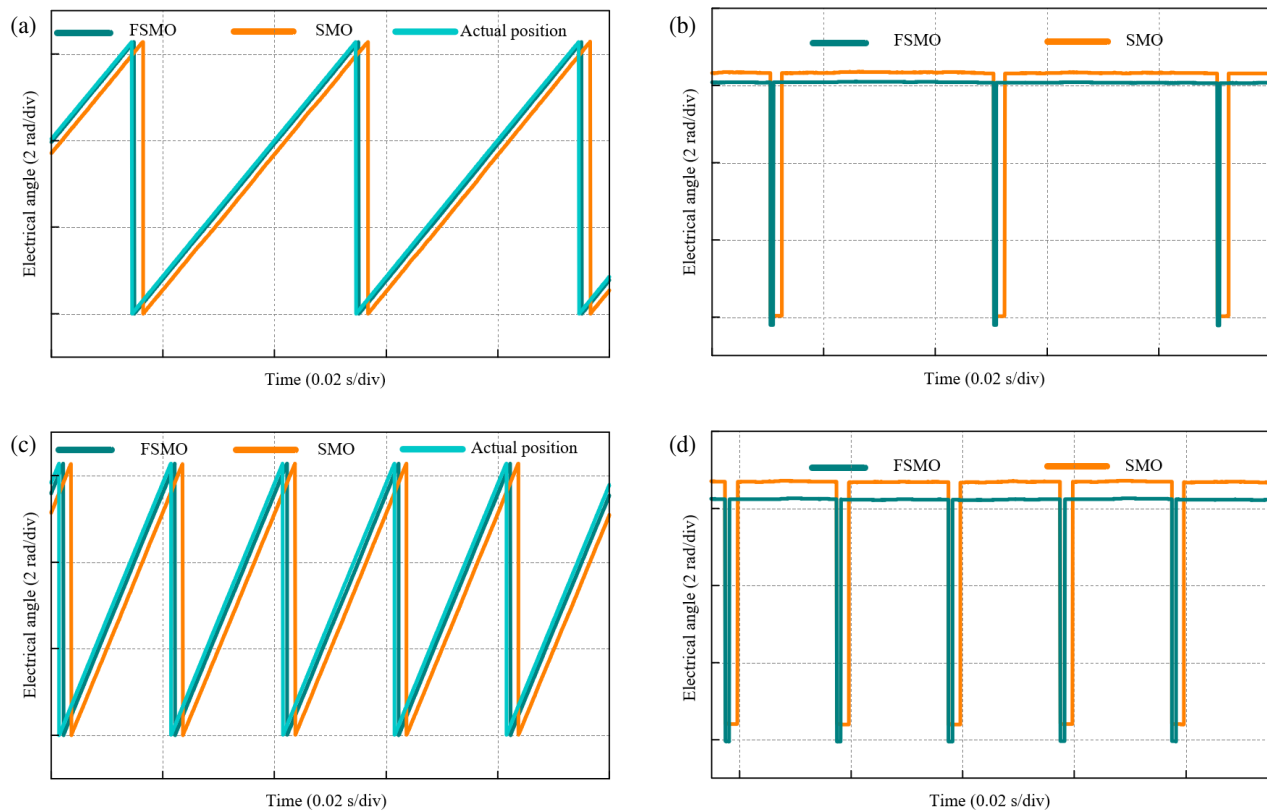 (a)
FSMO SMO Actual position
Electrical angle (2 rad/div)
Time (0.02 s/div)
(b)
FSMO SMO
Electrical angle (2 rad/div)
Time (0.02 s/div)
(c)
FSMO SMO Actual position
Electrical angle (2 rad/div)
Time (0.02 s/div)
(d)
FSMO SMO
Electrical angle (2 rad/div)
Time (0.02 s/div)